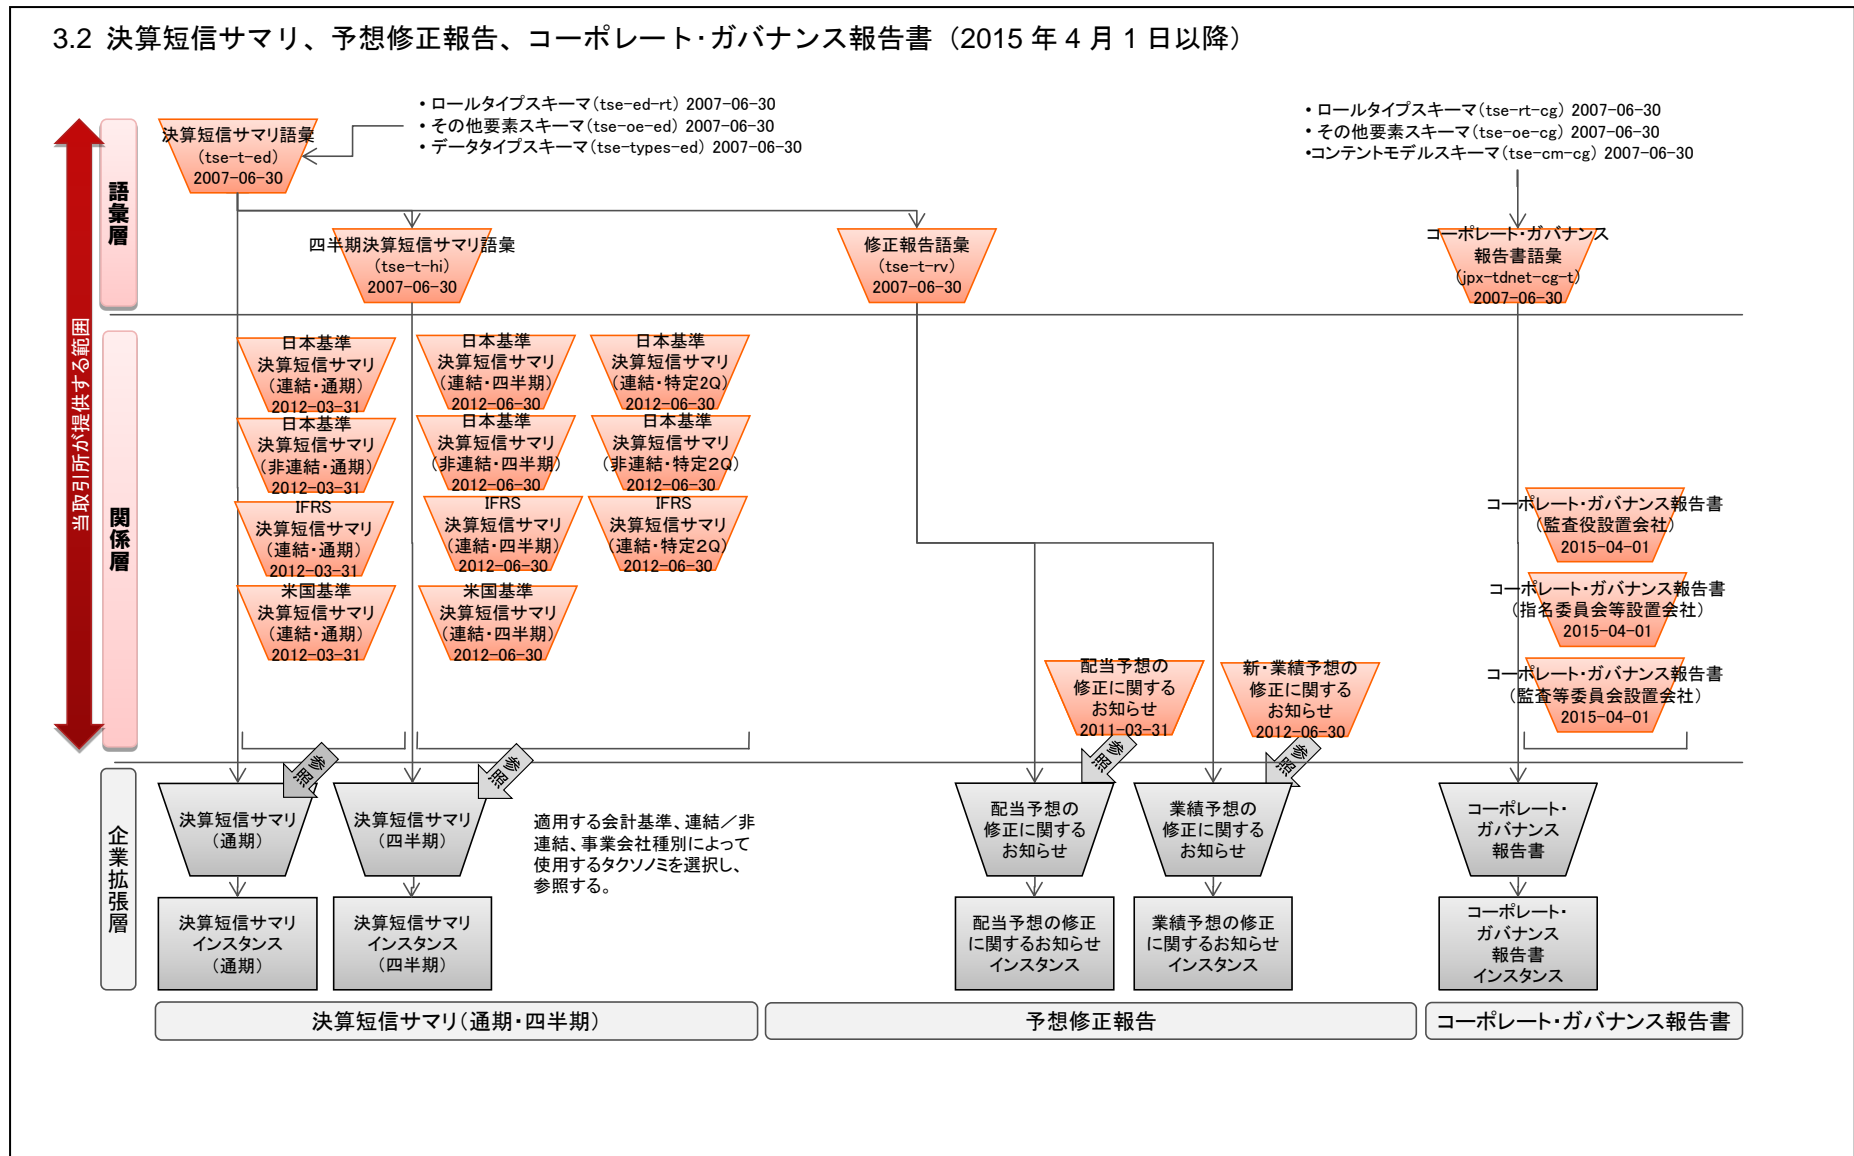 3.2 決算短信サマリ、予想修正報告、コーポレート･ガバナンス報告書（2015 年 4 月 1 日以降）
当取引所が提供する範囲
語彙層
決算短信サマリ語彙
(tse-t-ed)
2007-06-30
・ロールタイプスキーマ(tse-ed-rt) 2007-06-30
・その他要素スキーマ(tse-oe-ed) 2007-06-30
・データタイプスキーマ(tse-types-ed) 2007-06-30
・ロールタイプスキーマ(tse-rt-cg) 2007-06-30
・その他要素スキーマ(tse-oe-cg) 2007-06-30
・コンテントモデルスキーマ(tse-cm-cg) 2007-06-30
四半期決算短信サマリ語彙
(tse-t-hi)
2007-06-30
修正報告語彙
(tse-t-rv)
2007-06-30
コーポレート・ガバナンス
報告書語彙
(jpx-tdnet-cg-t)
2007-06-30
関係層
日本基準
決算短信サマリ
(連結・通期)
2012-03-31
日本基準
決算短信サマリ
(連結・四半期)
2012-06-30
日本基準
決算短信サマリ
(連結・特定2Q)
2012-06-30
日本基準
決算短信サマリ
(非連結・通期)
2012-03-31
日本基準
決算短信サマリ
(非連結・四半期)
2012-06-30
日本基準
決算短信サマリ
(非連結・特定2Q)
2012-06-30
IFRS
決算短信サマリ
(連結・通期)
2012-03-31
IFRS
決算短信サマリ
(連結・四半期)
2012-06-30
IFRS
決算短信サマリ
(連結・特定2Q)
2012-06-30
米国基準
決算短信サマリ
(連結・通期)
2012-03-31
米国基準
決算短信サマリ
(連結・四半期)
2012-06-30
配当予想の
修正に関する
お知らせ
2011-03-31
新・業績予想の
修正に関する
お知らせ
2012-06-30
コーポレート・ガバナンス報告書
(監査役設置会社)
2015-04-01
コーポレート・ガバナンス報告書
(指名委員会等設置会社)
2015-04-01
コーポレート・ガバナンス報告書
(監査等委員会設置会社)
2015-04-01
参照
参照
参照
参照
企業拡張層
決算短信サマリ
(通期)
決算短信サマリ
(四半期)
適用する会計基準、連結／非
連結、事業会社種別によって
使用するタクソノミを選択し、
参照する。
配当予想の
修正に関する
お知らせ
業績予想の
修正に関する
お知らせ
コーポレート・
ガバナンス
報告書
決算短信サマリ
インスタンス
(通期)
決算短信サマリ
インスタンス
(四半期)
配当予想の修正
に関するお知らせ
インスタンス
業績予想の修正
に関するお知らせ
インスタンス
コーポレート・
ガバナンス
報告書
インスタンス
決算短信サマリ(通期・四半期)
予想修正報告
コーポレート・ガバナンス報告書